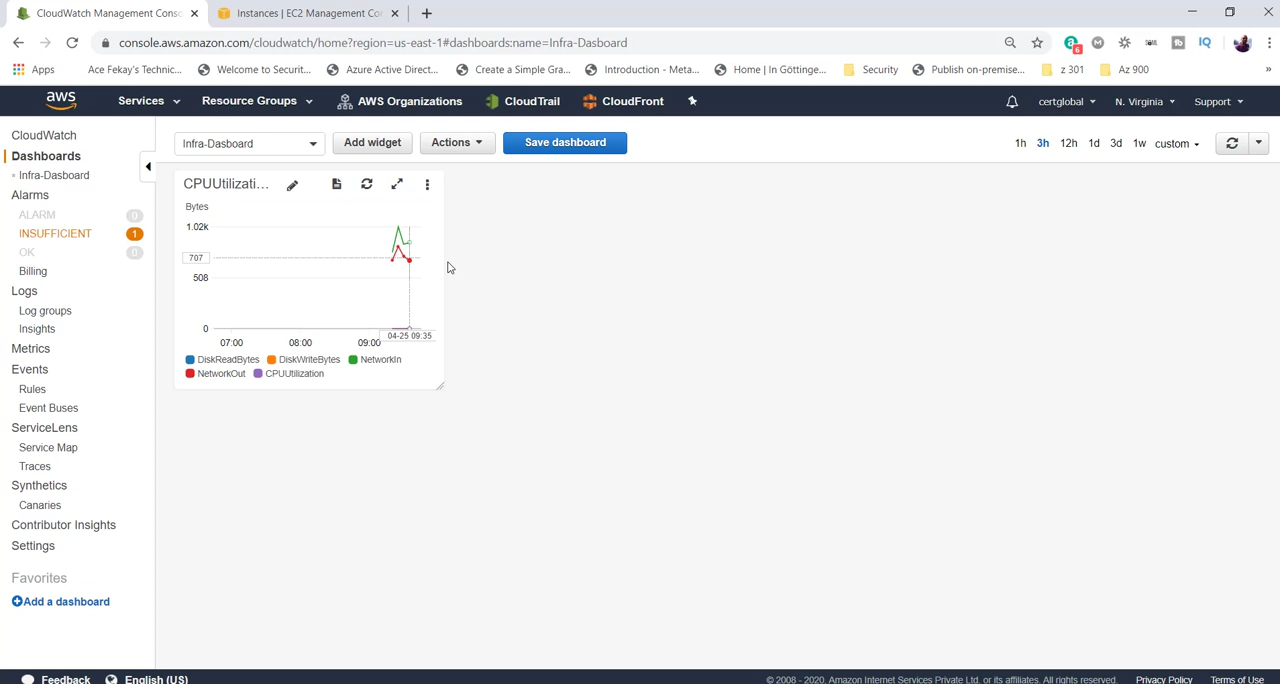 CloudWatch Management Conso
Instances | EC2 Management Con
console.aws.amazon.com/cloudwatch/home?region=us-east-1#dashboards:name=Infra-Dasboard
6
M
IQ
Apps
Ace Fekay's Technic...
Welcome to Securit...
Azure Active Direct...
Create a Simple Gra...
Introduction - Meta...
Home | In Göttinge...
Security
Publish on-premise...
z 301
Az 900
»
aws
Services
Resource Groups
AWS Organizations
CloudTrail
CloudFront
certglobal
N. Virginia
Support
CloudWatch
Dashboards
Infra-Dasboard
Alarms
ALARM 0
INSUFFICIENT 1
OK 0
Billing
Logs
Log groups
Insights
Metrics
Events
Rules
Event Buses
ServiceLens
Service Map
Traces
Synthetics
Canaries
Contributor Insights
Settings
Favorites
Add a dashboard
Infra-Dasboard
Add widget
Actions
Save dashboard
1h 3h 12h 1d 3d 1w custom
CPUUtilizati...
Bytes
1.02k
707
508
0
07:00 08:00 09:00
04-25 09:35
DiskReadBytes DiskWriteBytes NetworkIn
NetworkOut CPUUtilization
Feedback
English (US)
© 2008 - 2020, Amazon Internet Services Private Ltd. or its affiliates. All rights reserved.
Privacy Policy
Terms of Use